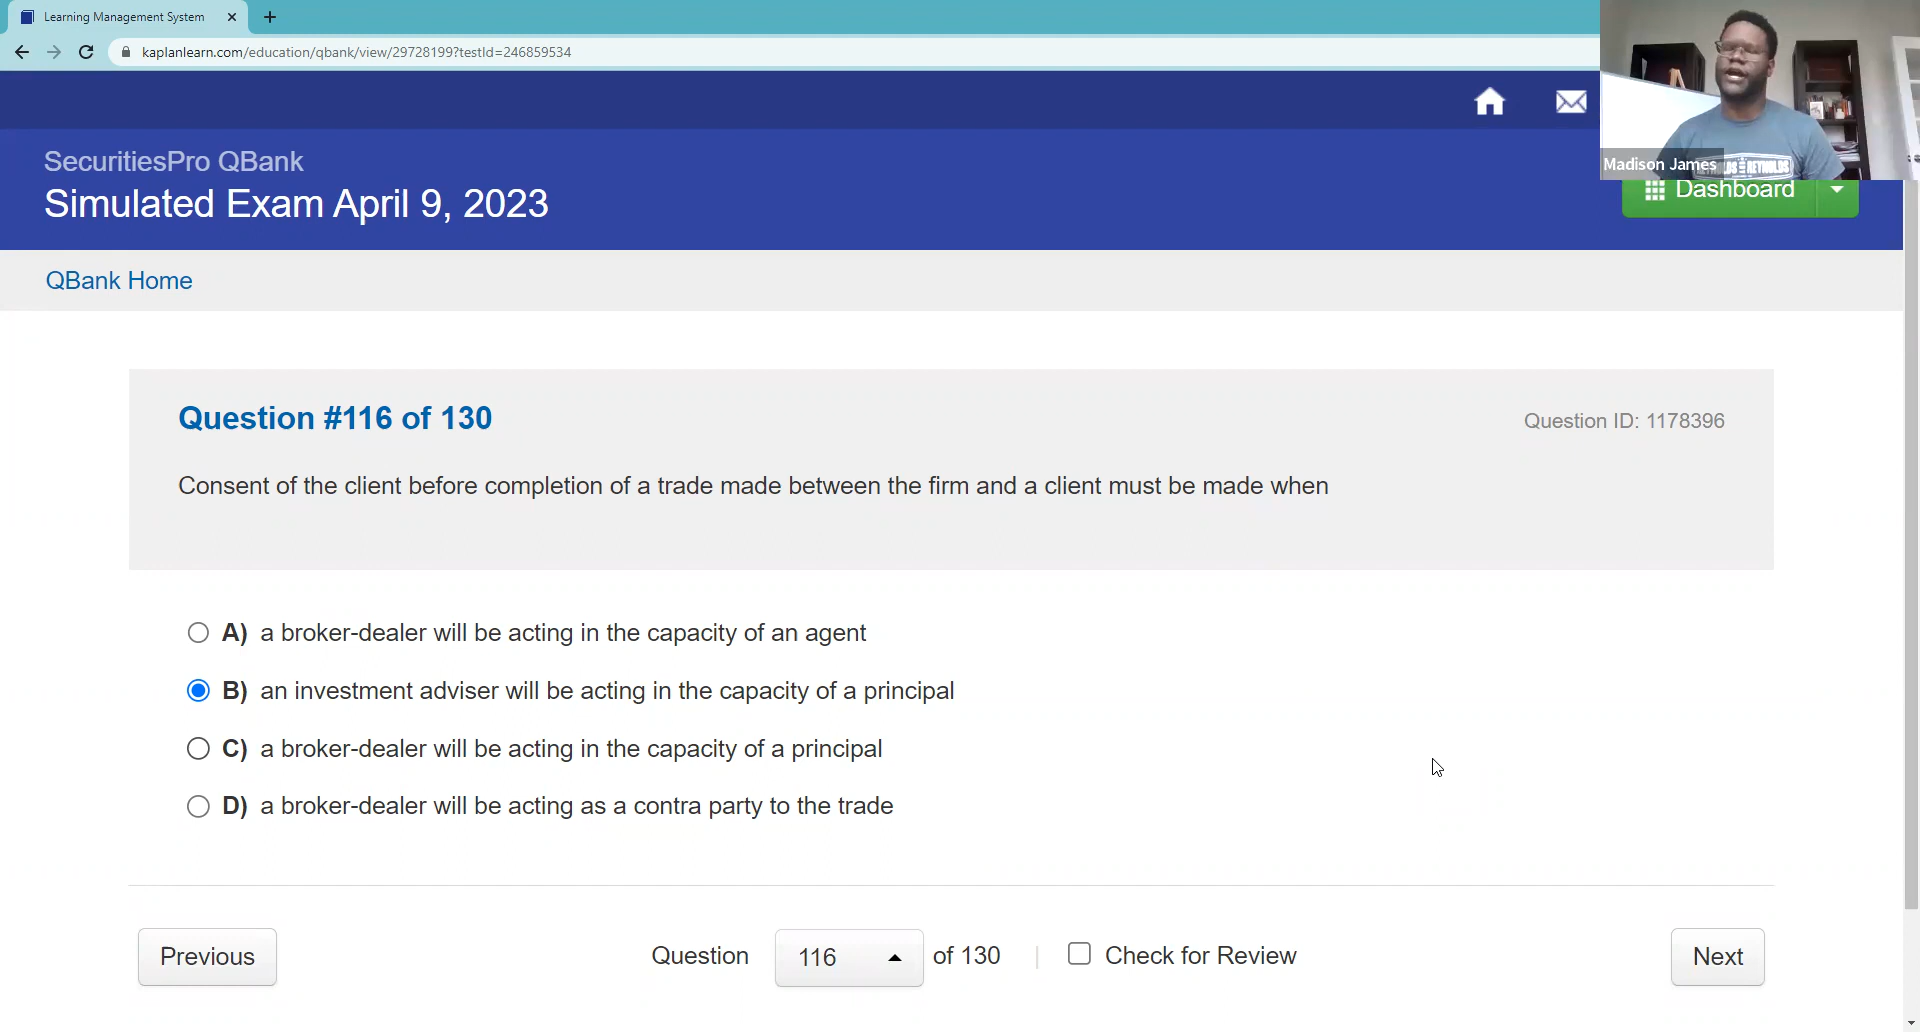 Learning Management System
kaplanlearn.com/education/qbank/view/29728199?testId=246859534
Madison James
SecuritiesPro QBank
Simulated Exam April 9, 2023
Dashboard
QBank Home
Question #116 of 130
Question ID: 1178396
Consent of the client before completion of a trade made between the firm and a client must be made when
A) a broker-dealer will be acting in the capacity of an agent
B) an investment adviser will be acting in the capacity of a principal
C) a broker-dealer will be acting in the capacity of a principal
D) a broker-dealer will be acting as a contra party to the trade
Previous
Question 116 of 130
Check for Review
Next